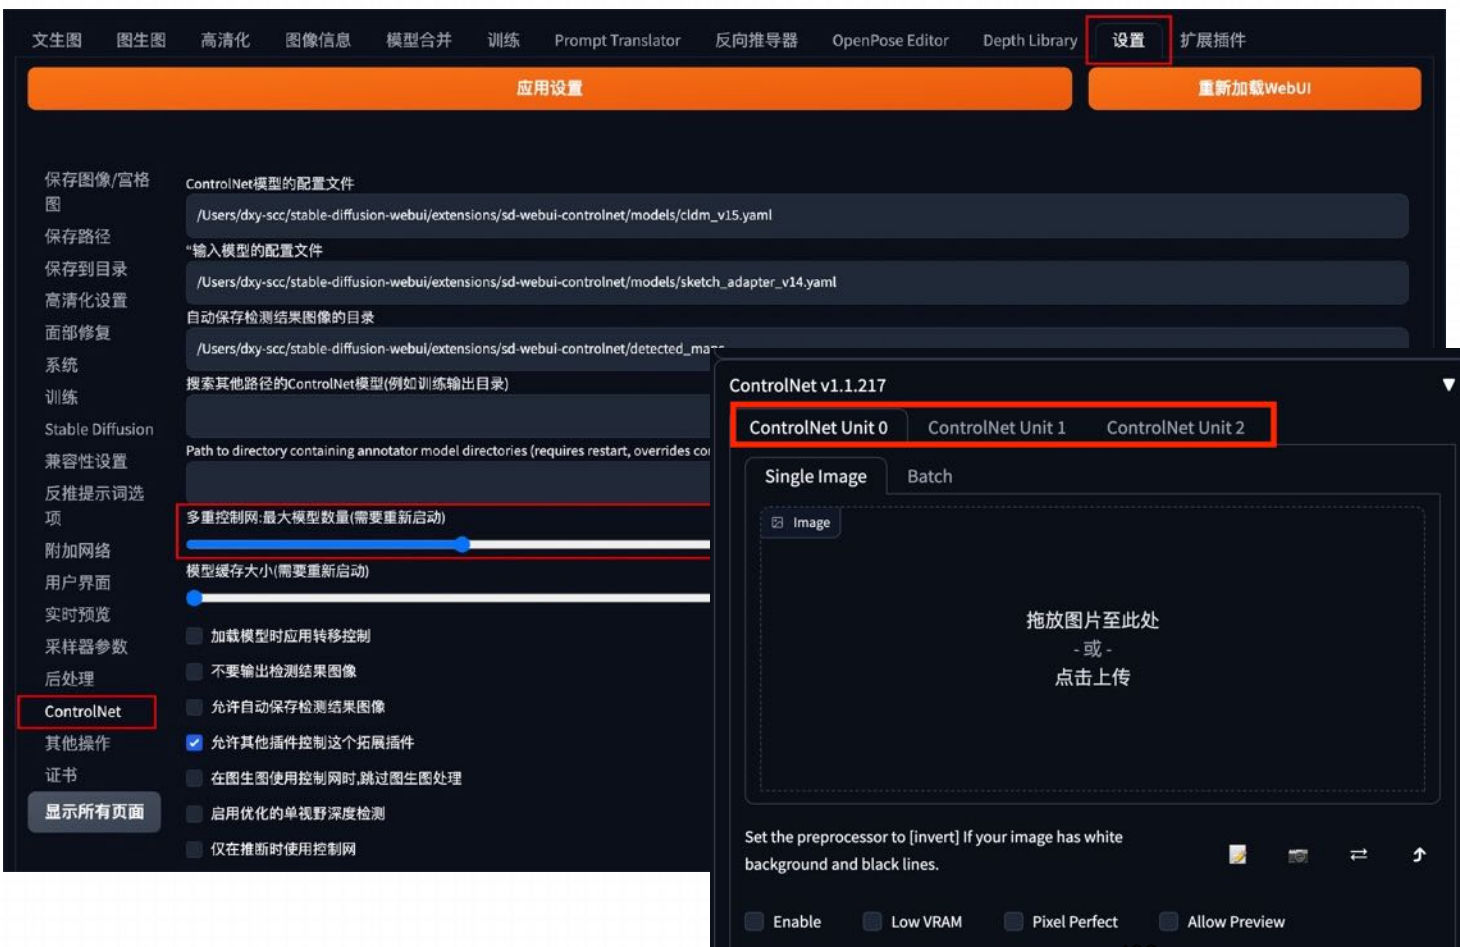 文生图 图生图 高清化 图像信息 模型合并 训练 Prompt Translator 反向推导器 OpenPose Editor Depth Library 设置 扩展插件
应用设置 重新加载WebUI
保存图像/宫格
图
保存路径
保存到目录
高清化设置
面部修复
系统
训练
Stable Diffusion
兼容性设置
反推提示词选
项
附加网络
用户界面
实时预览
采样器参数
后处理
ControlNet
其他操作
证书
显示所有页面
ControlNet模型的配置文件
/Users/dxy-scc/stable-diffusion-webui/extensions/sd-webui-controlnet/models/cldm_v15.yaml
“输入模型的配置文件
/Users/dxy-scc/stable-diffusion-webui/extensions/sd-webui-controlnet/models/sketch_adapter_v14.yaml
自动保存检测结果图像的目录
/Users/dxy-scc/stable-diffusion-webui/extensions/sd-webui-controlnet/detected_maps
搜索其他路径的ControlNet模型(例如训练输出目录)
Path to directory containing annotator model directories (requires restart, overrides
多重控制网:最大模型数量(需要重新启动)
模型缓存大小(需要重新启动)
加载模型时应用转移控制
不要输出检测结果图像
允许自动保存检测结果图像
允许其他插件控制这个拓展插件
在图生图使用控制网时,跳过图生图处理
启用优化的单视野深度检测
仅在推断时使用控制网
ControlNet v1.1.217
ControlNet Unit 0 ControlNet Unit 1 ControlNet Unit 2
Single Image Batch
Image
拖放图片至此处
- 或 -
点击上传
Set the preprocessor to [invert] If your image has white
background and black lines.
Enable Low VRAM Pixel Perfect Allow Preview